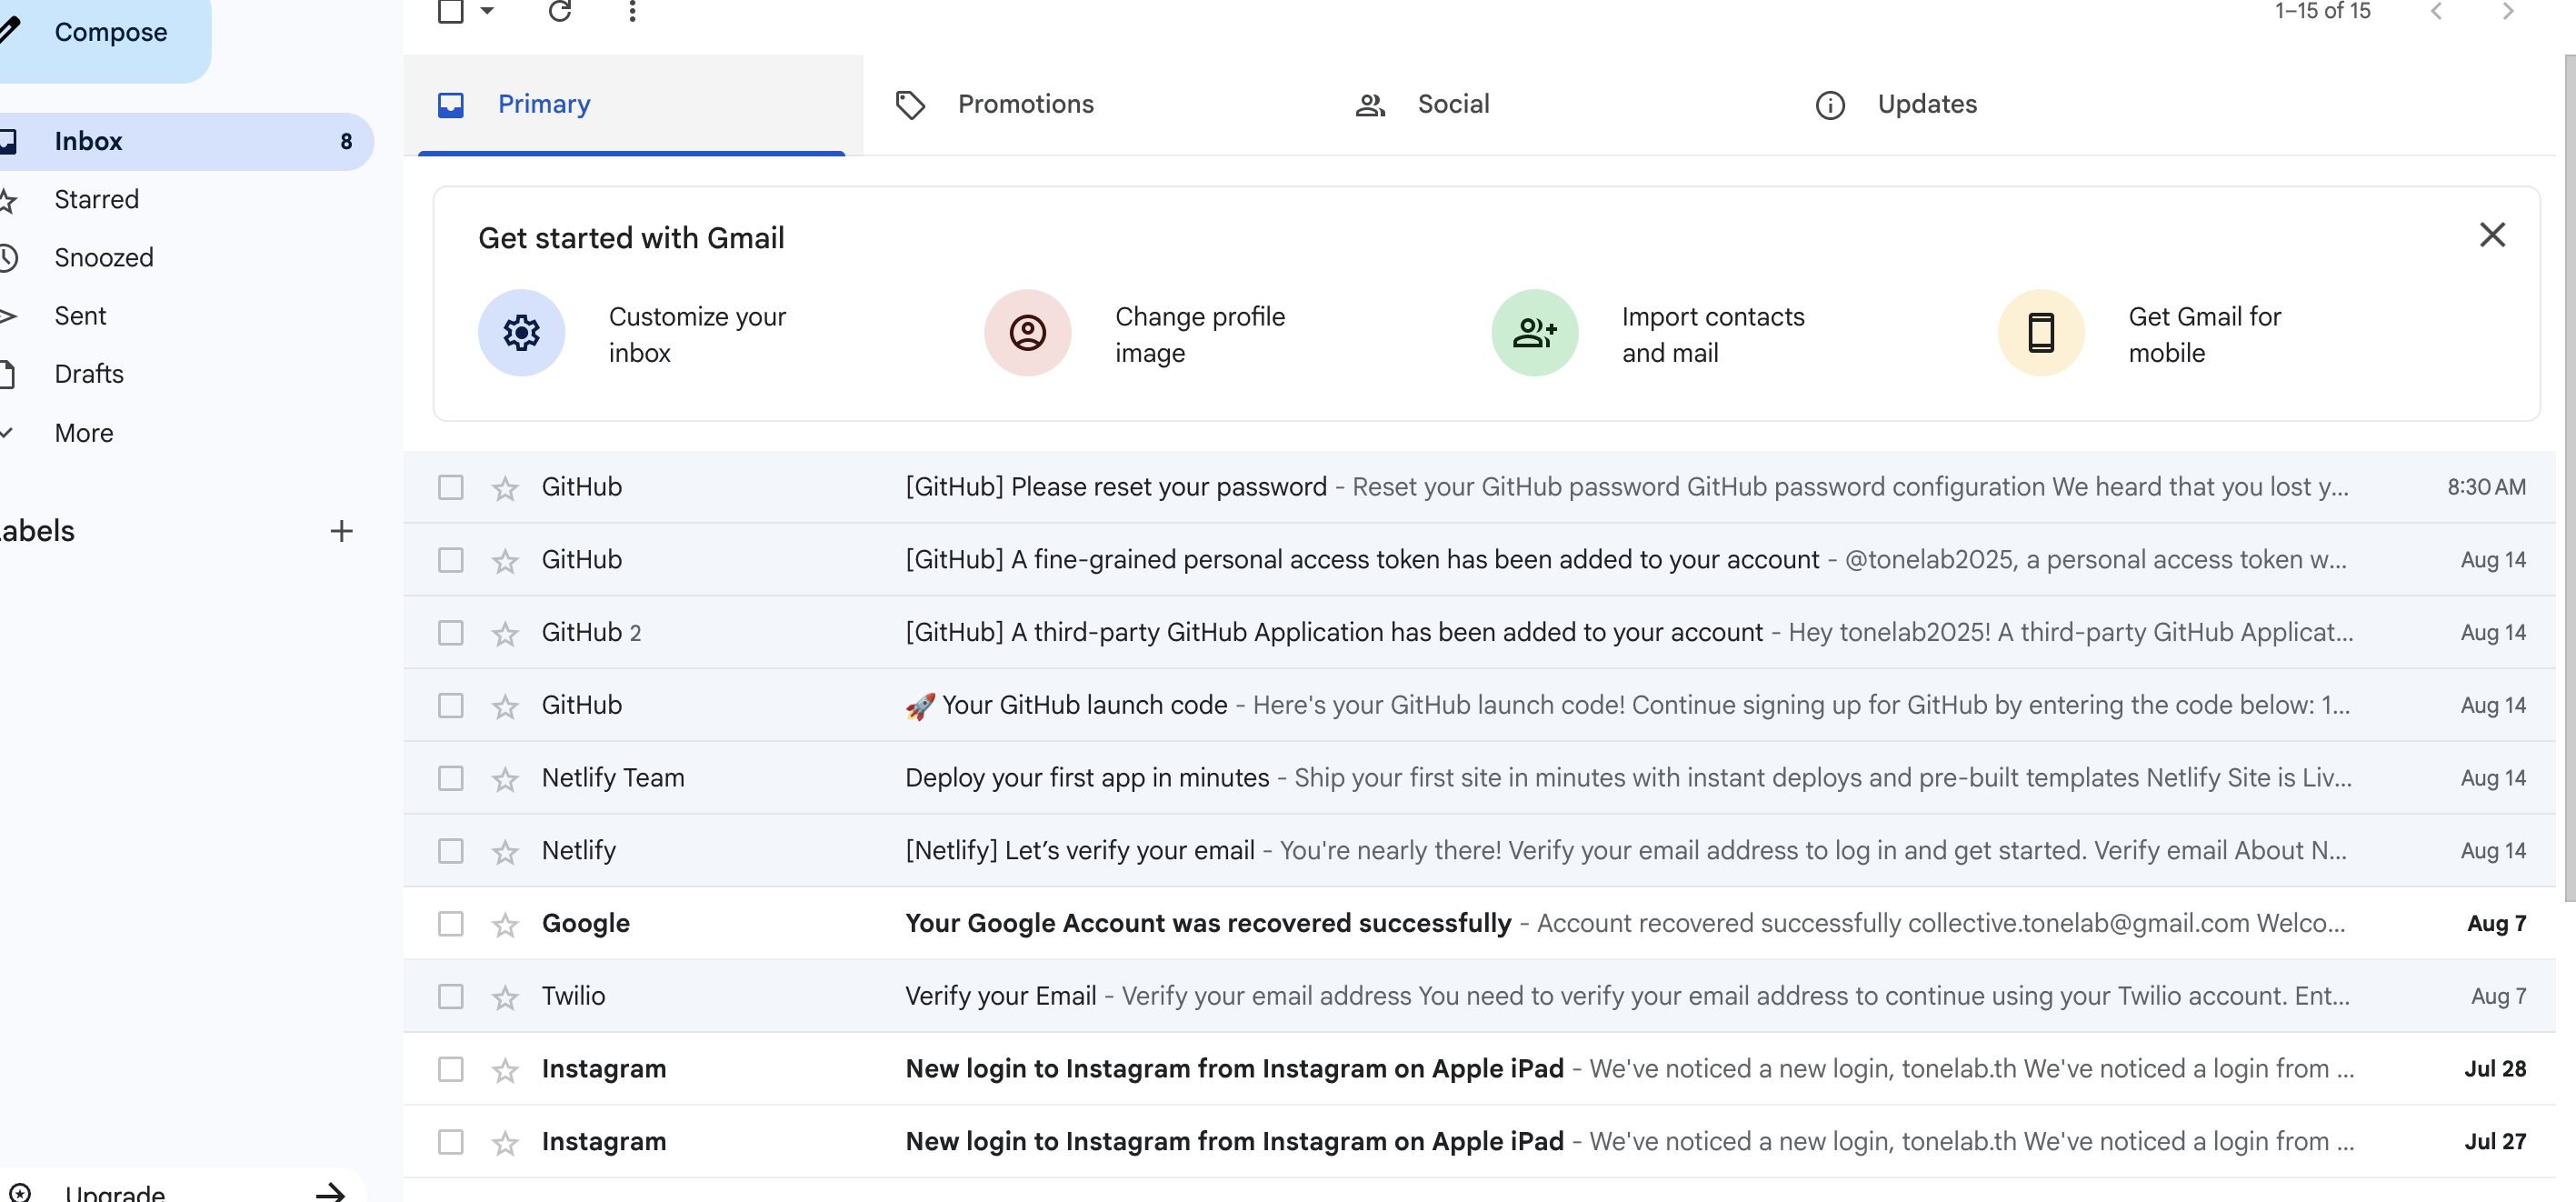 1–15 of 15
Compose
Inbox 8
Starred
Snoozed
Sent
Drafts
More
abels
Upgrade
Primary
Promotions
Social
Updates
Get started with Gmail
Customize your
inbox
Change profile
image
Import contacts
and mail
Get Gmail for
mobile
GitHub [GitHub] Please reset your password - Reset your GitHub password GitHub password configuration We heard that you lost y... 8:30 AM
GitHub [GitHub] A fine-grained personal access token has been added to your account - @tonelab2025, a personal access token w... Aug 14
GitHub 2 [GitHub] A third-party GitHub Application has been added to your account - Hey tonelab2025! A third-party GitHub Applicat... Aug 14
GitHub 🚀 Your GitHub launch code - Here's your GitHub launch code! Continue signing up for GitHub by entering the code below: 1... Aug 14
Netlify Team Deploy your first app in minutes - Ship your first site in minutes with instant deploys and pre-built templates Netlify Site is Liv... Aug 14
Netlify [Netlify] Let’s verify your email - You're nearly there! Verify your email address to log in and get started. Verify email About N... Aug 14
Google Your Google Account was recovered successfully - Account recovered successfully collective.tonelab@gmail.com Welco... Aug 7
Twilio Verify your Email - Verify your email address You need to verify your email address to continue using your Twilio account. Ent... Aug 7
Instagram New login to Instagram from Instagram on Apple iPad - We've noticed a new login, tonelab.th We've noticed a login from ... Jul 28
Instagram New login to Instagram from Instagram on Apple iPad - We've noticed a new login, tonelab.th We've noticed a login from ... Jul 27